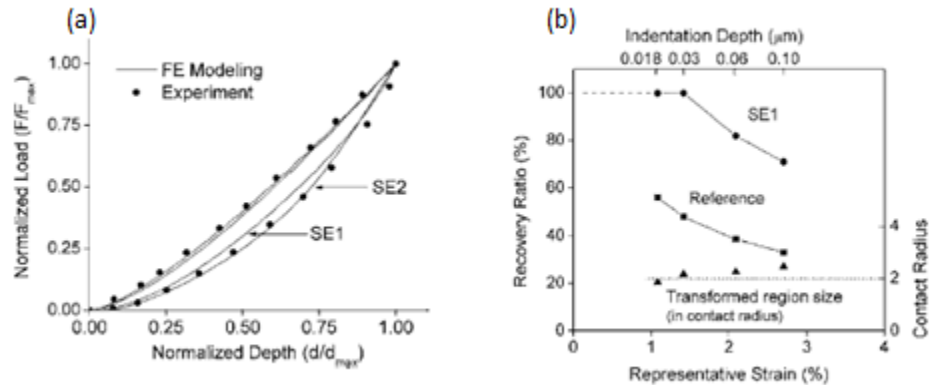 (a)
1.00
0.75
0.50
0.25
0.00
Normalized Load (F/Fmax)
FE Modeling
Experiment
SE2
SE1
0.00 0.25 0.50 0.75 1.00
Normalized Depth (d/dmax)
(b)
Indentation Depth (μm)
0.018 0.03 0.06 0.10
100
80
60
40
20
0
Recovery Ratio (%)
SE1
Reference
Transformed region size
(in contact radius)
4
2
0
Contact Radius
0 1 2 3 4
Representative Strain (%)